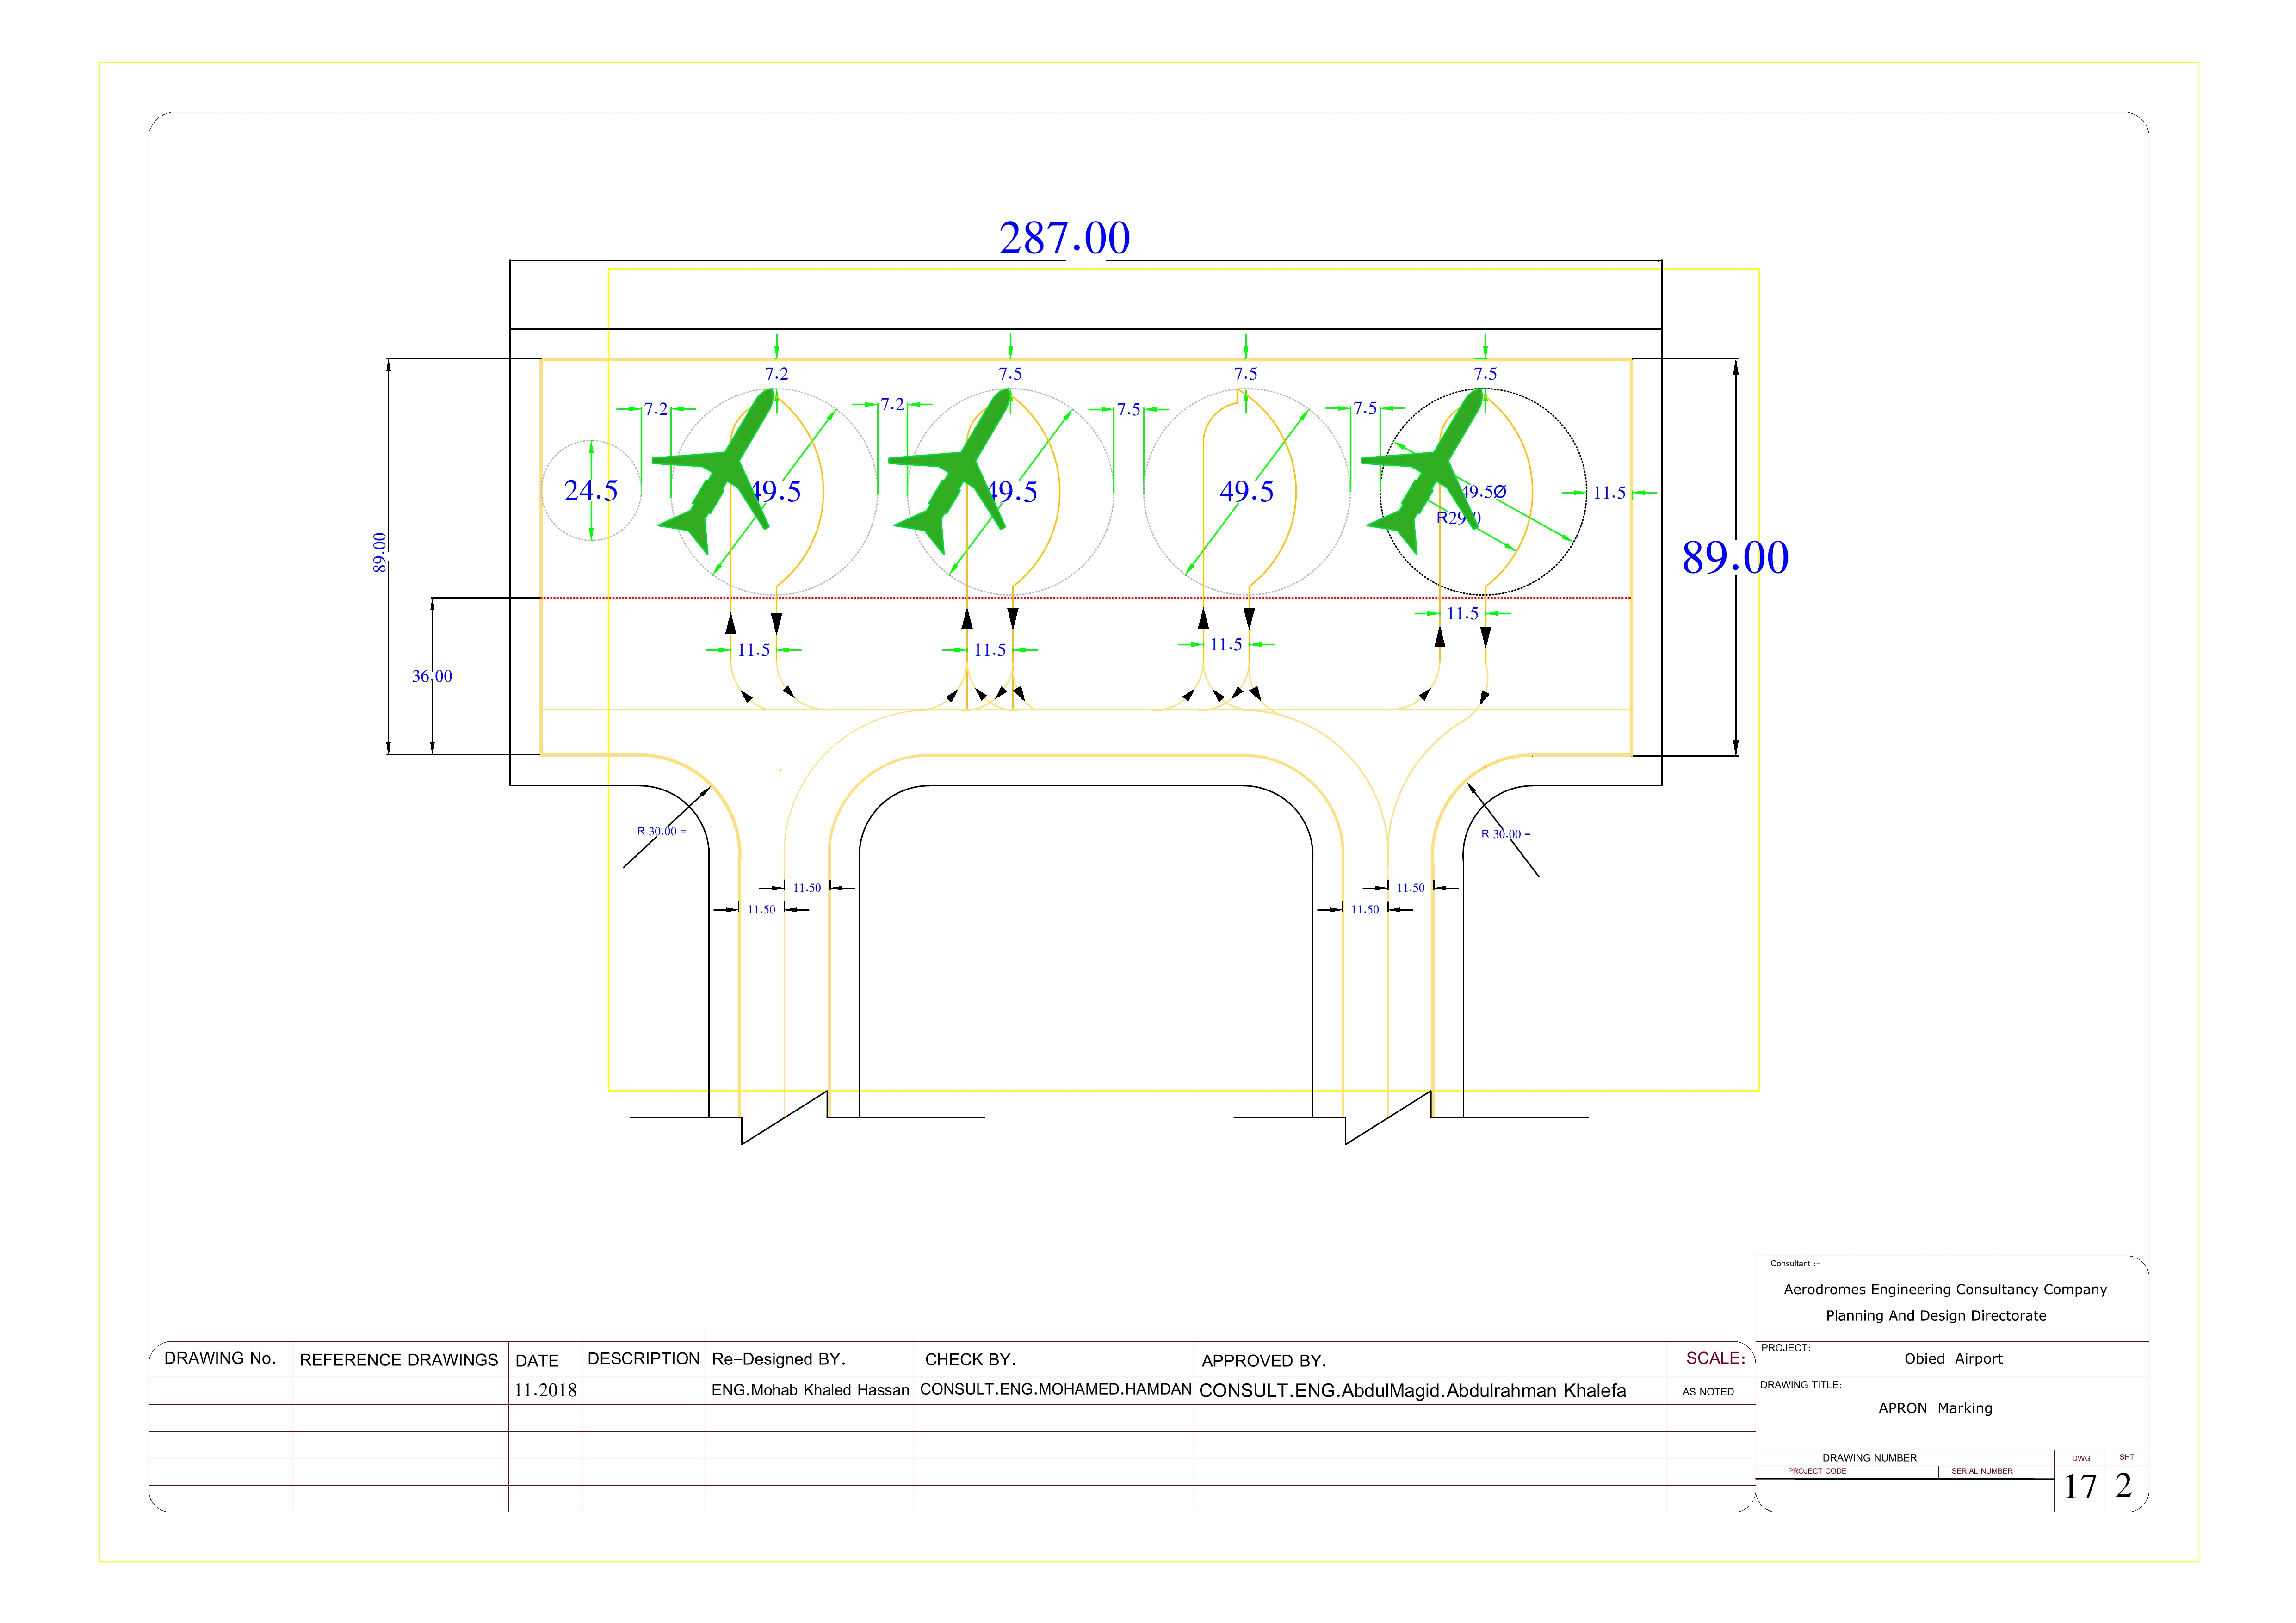 287.00
7.2
7.5
7.5
7.5
7.2
7.2
7.5
7.5
24.5
49.5
49.5
49.5
49.5Ø
11.5
R29.0
89.00
89.00
36.00
11.5
11.5
11.5
11.5
R 30.00 =
R 30.00 =
11.50
11.50
11.50
11.50
Consultant :-
Aerodromes Engineering Consultancy Company
Planning And Design Directorate
PROJECT:
Obied Airport
DRAWING TITLE:
APRON Marking
DRAWING NUMBER
PROJECT CODE
SERIAL NUMBER
DWG
SHT
17
2
DRAWING No.
REFERENCE DRAWINGS
DATE
DESCRIPTION
Re-Designed BY.
CHECK BY.
APPROVED BY.
SCALE:
11.2018
ENG.Mohab Khaled Hassan
CONSULT.ENG.MOHAMED.HAMDAN
CONSULT.ENG.AbdulMagid.Abdulrahman Khalefa
AS NOTED